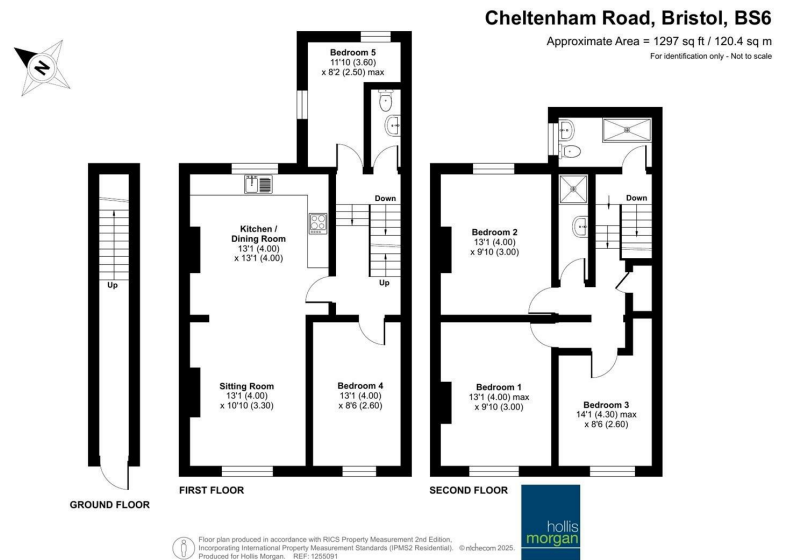 Cheltenham Road, Bristol, BS6
Approximate Area = 1297 sq ft / 120.4 sq m
For identification only - Not to scale
N
Bedroom 5
11'10 (3.60)
x 8'2 (2.50) max
Down
Kitchen /
Dining Room
13'1 (4.00)
x 13'1 (4.00)
Up
Sitting Room
13'1 (4.00)
x 10'10 (3.30)
Bedroom 4
13'1 (4.00)
x 8'6 (2.60)
Up
Down
Bedroom 2
13'1 (4.00)
x 9'10 (3.00)
Bedroom 1
13'1 (4.00) max
x 9'10 (3.00)
Bedroom 3
14'1 (4.30) max
x 8'6 (2.60)
GROUND FLOOR
FIRST FLOOR
SECOND FLOOR
hollis
morgan
Floor plan produced in accordance with RICS Property Measurement 2nd Edition,
Incorporating International Property Measurement Standards (IPMS2 Residential). © ntchecom 2025.
Produced for Hollis Morgan. REF: 1255091